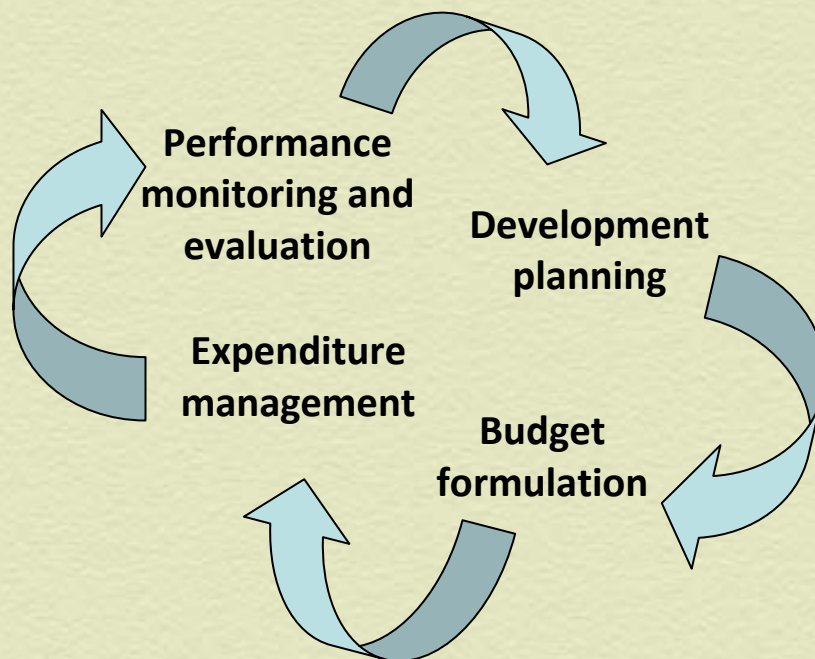 Performance
monitoring and
evaluation
Development
planning
Expenditure
management
Budget
formulation